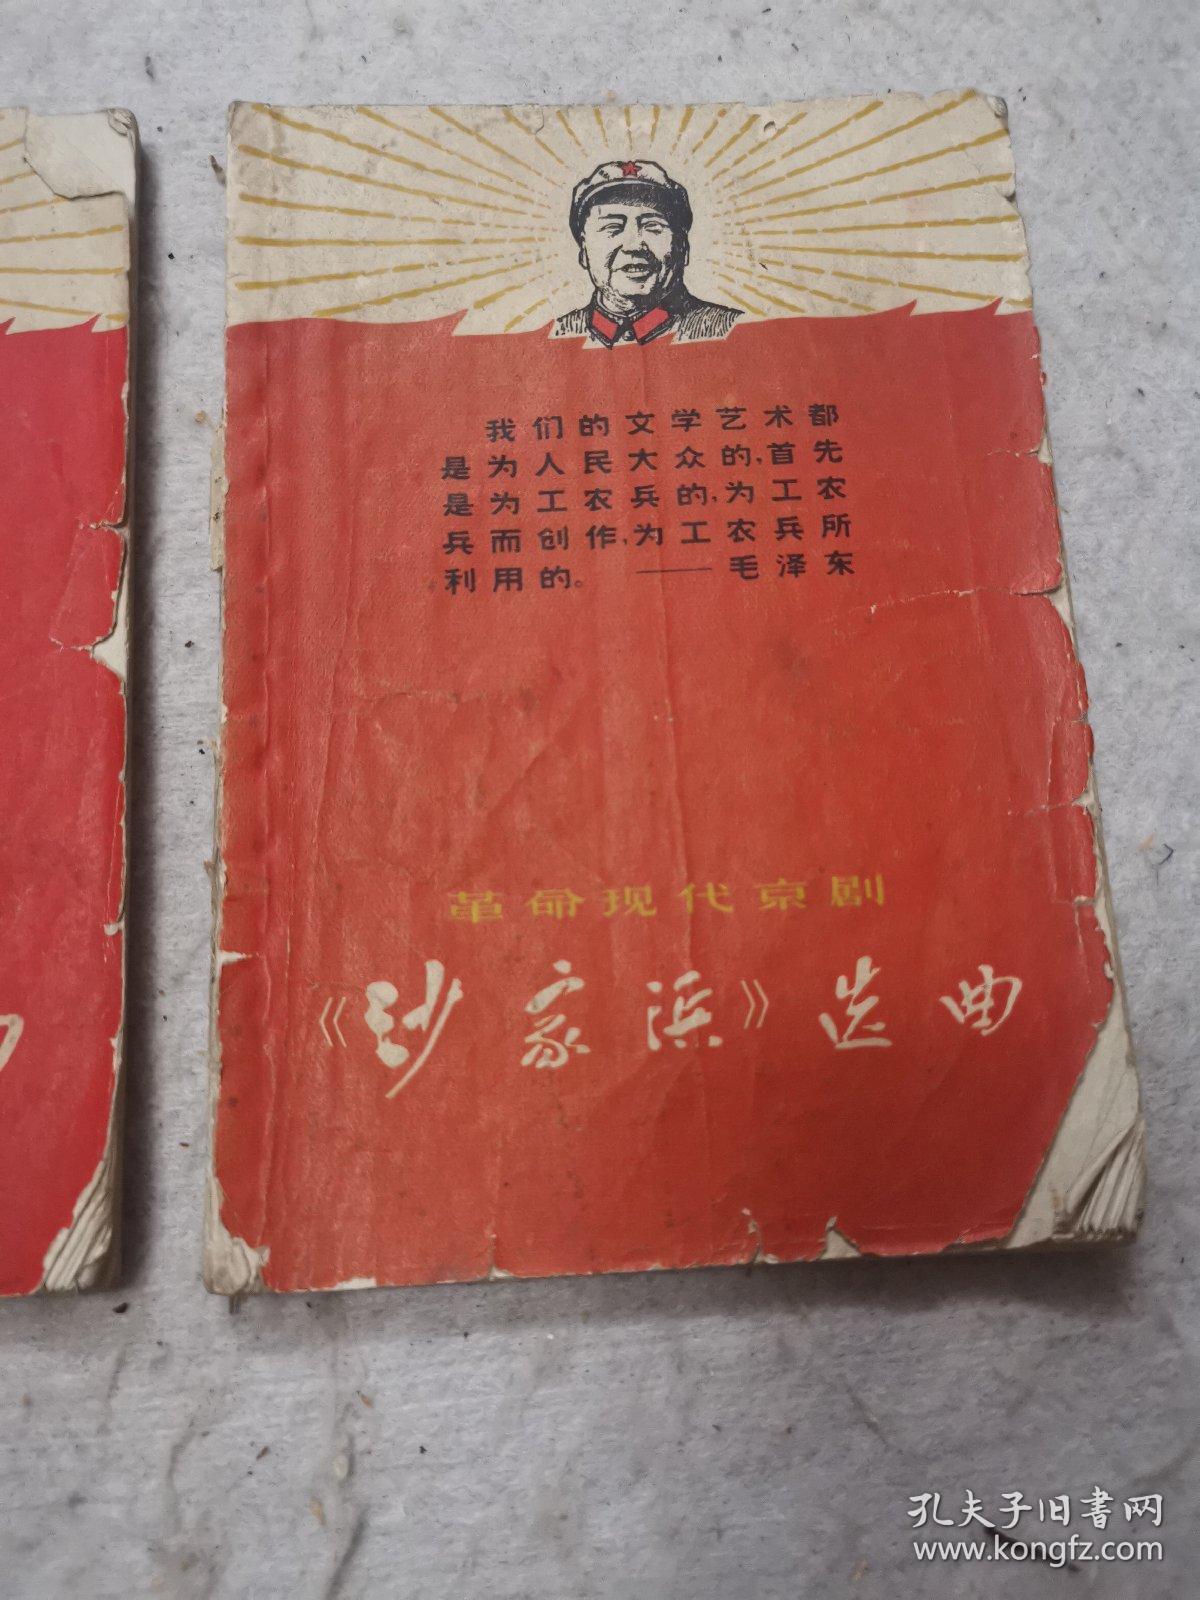 我们的文学艺术都
是为人民大众的,首先
是为工农兵的,为工农
兵而创作,为工农兵所
利用的。——毛泽东
革命现代京剧
《沙家浜》选曲
孔夫子旧书网
www.kongfz.com